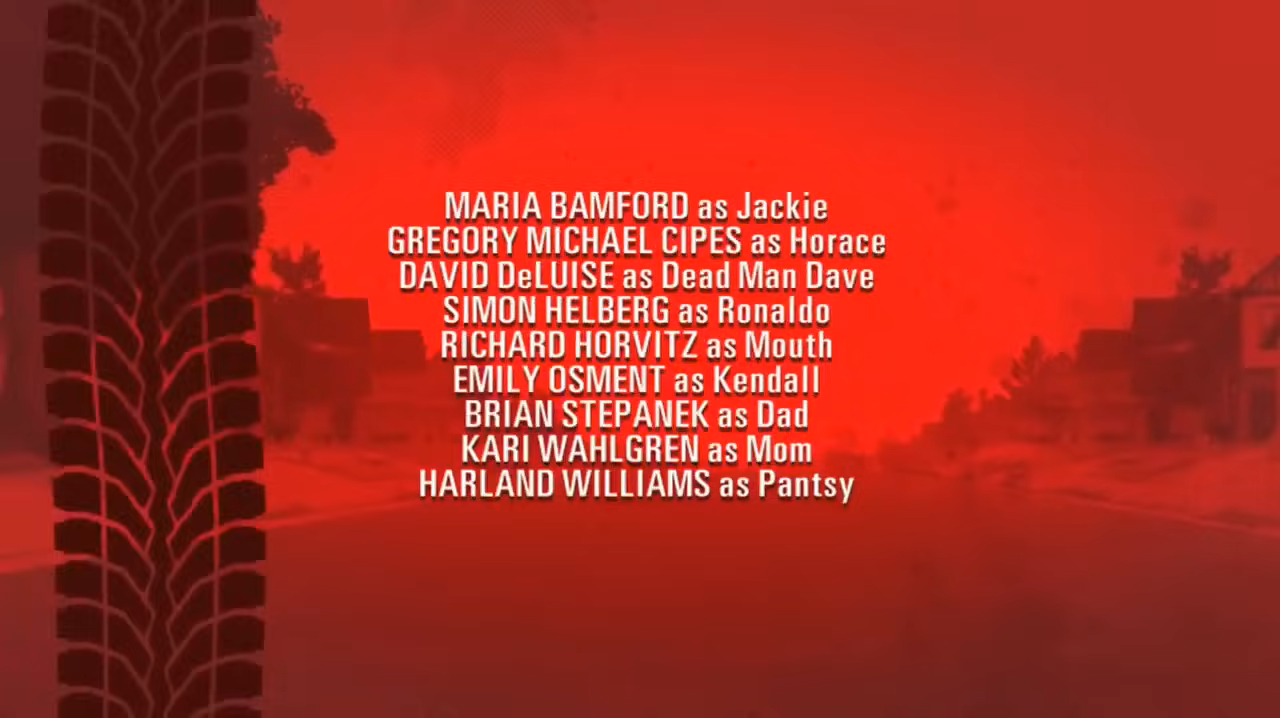 MARIA BAMFORD as Jackie
GREGORY MICHAEL CIPES as Horace
DAVID DeLUISE as Dead Man Dave
SIMON HELBERG as Ronaldo
RICHARD HORVITZ as Mouth
EMILY OSMENT as Kendall
BRIAN STEPANEK as Dad
KARI WAHLGREN as Mom
HARLAND WILLIAMS as Pantsy